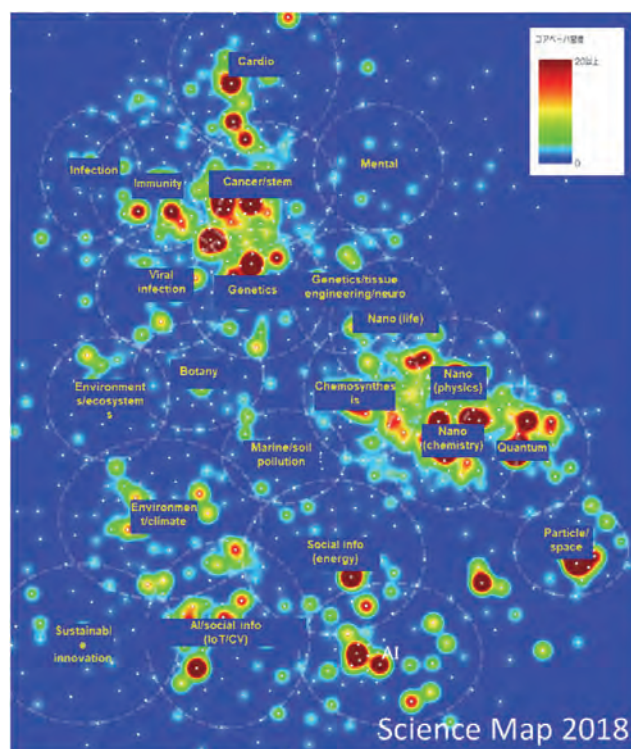 コアペーパ密度
20以上
0
Cardio
Infection
Immunity
Cancer/stem
Mental
Viral
infection
Genetics
Genetics/tissue
engineering/neuro
Nano (life)
Environment
s/ecosystem
s
Botany
Chemosynthes
is
Nano
(physics)
Nano
(chemistry)
Quantum
Marine/soil
pollution
Environmen
t/climate
Social info
(energy)
Particle/
space
Sustainabl
e
innovation
AI/social info
(IoT/CV)
AI
Science Map 2018